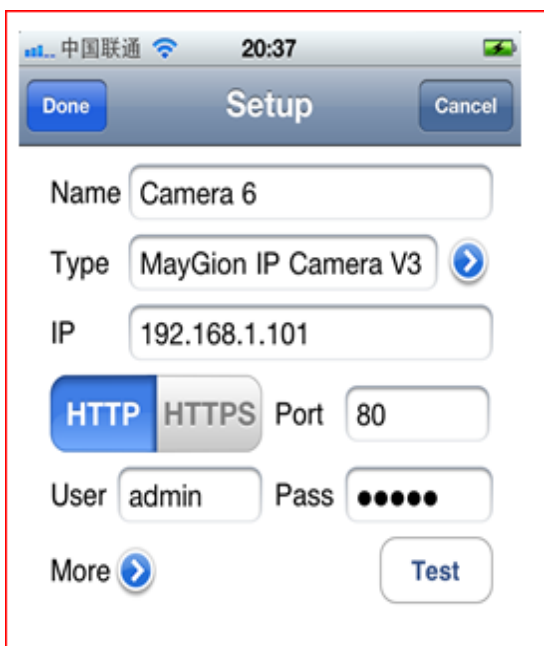 中国联通 20:37
Done Setup Cancel
Name Camera 6
Type MayGion IP Camera V3
IP 192.168.1.101
HTTP HTTPS Port 80
User admin Pass ●●●●●
More Test